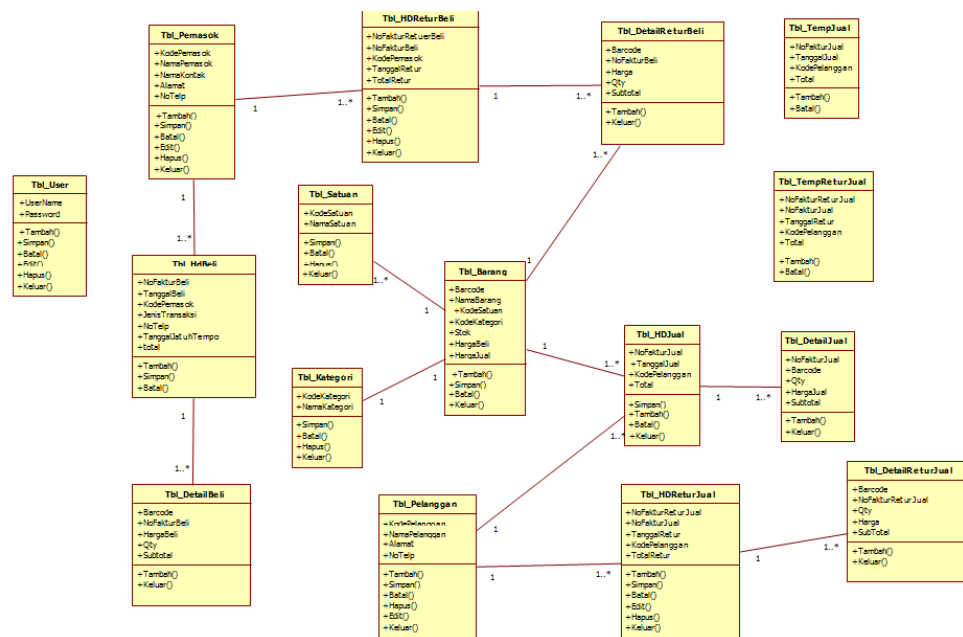 Tbl_Pemasok
+KodePemasok
+NamaPemasok
+NamaKontak
+Alamat
+NoTelp
+Tambah()
+Simpan()
+Batal()
+Edit()
+Hapus()
+Keluar()
1
1..*
Tbl_HDReturBeli
+NoFakturRetuerBeli
+NoFakturBeli
+KodePemasok
+TanggalRetur
+TotalRetur
+Tambah()
+Simpan()
+Batal()
+Edit()
+Hapus()
+Keluar()
1
1..*
Tbl_DetailReturBeli
+Barcode
+NoFakturBeli
+Harga
+Qty
+Subtotal
+Tambah()
+Keluar()
1..*
1
Tbl_TempJual
+NoFakturJual
+TanggalJual
+KodePelanggan
+Total
+Tambah()
+Batal()
Tbl_User
+UserName
+Password
+Tambah()
+Simpan()
+Batal()
+Edit()
+Hapus()
+Keluar()
1
1..*
Tbl_Satuan
+KodeSatuan
+NamaSatuan
+Simpan()
+Batal()
+Hapus()
+Keluar()
1..*
1
Tbl_TempReturJual
+NoFakturReturJual
+NoFakturJual
+TanggalRetur
+KodePelanggan
+Total
+Tambah()
+Batal()
Tbl_HdBeli
+NoFakturBeli
+TanggalBeli
+KodePemasok
+JenisTransaksi
+NoTelp
+TanggalJatuhTempo
+total
+Tambah()
+Simpan()
+Batal()
1
1..*
Tbl_Barang
+Barcode
+NamaBarang
+KodeSatuan
+KodeKategori
+Stok
+HargaBeli
+HargaJual
+Tambah()
+Simpan()
+Batal()
+Keluar()
1
1..*
Tbl_HDJual
+NoFakturJual
+TanggalJual
+KodePelanggan
+Total
+Simpan()
+Tambah()
+Batal()
+Keluar()
1
1..*
Tbl_DetailJual
+NoFakturJual
+Barcode
+Qty
+HargaJual
+Subtotal
+Tambah()
+Keluar()
Tbl_Kategori
+KodeKategori
+NamaKategori
+Simpan()
+Batal()
+Hapus()
+Keluar()
1
1
1..*
1
Tbl_DetailBeli
+Barcode
+NoFakturBeli
+HargaBeli
+Qty
+Subtotal
+Tambah()
+Keluar()
Tbl_Pelanggan
+KodePelanggan
+NamaPelanggan
+Alamat
+NoTelp
+Tambah()
+Simpan()
+Batal()
+Hapus()
+Edit()
+Keluar()
1
1..*
Tbl_HDReturJual
+NoFakturReturJual
+NoFakturJual
+TanggalRetur
+KodePelanggan
+TotalRetur
+Tambah()
+Simpan()
+Batal()
+Edit()
+Hapus()
+Keluar()
1
1..*
Tbl_DetailReturJual
+Barcode
+NoFakturReturJual
+Qty
+Harga
+SubTotal
+Tambah()
+Keluar()